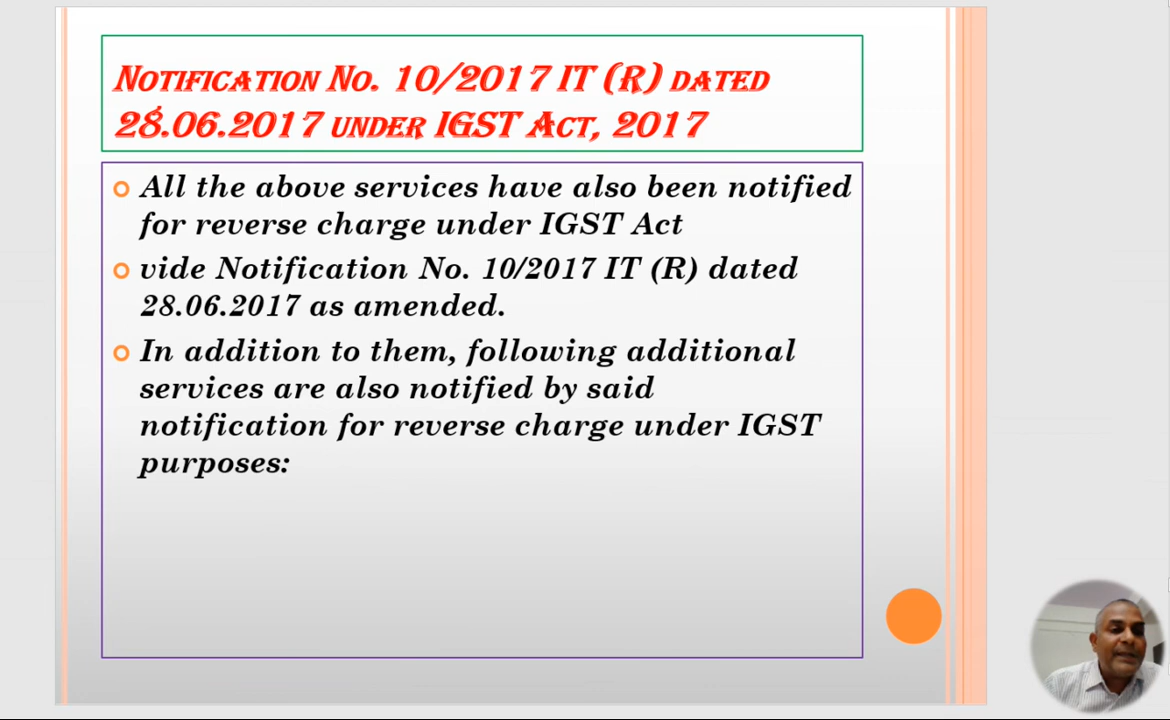 Notification No. 10/2017 IT (R) dated
28.06.2017 under IGST Act, 2017
All the above services have also been notified
for reverse charge under IGST Act
vide Notification No. 10/2017 IT (R) dated
28.06.2017 as amended.
In addition to them, following additional
services are also notified by said
notification for reverse charge under IGST
purposes: